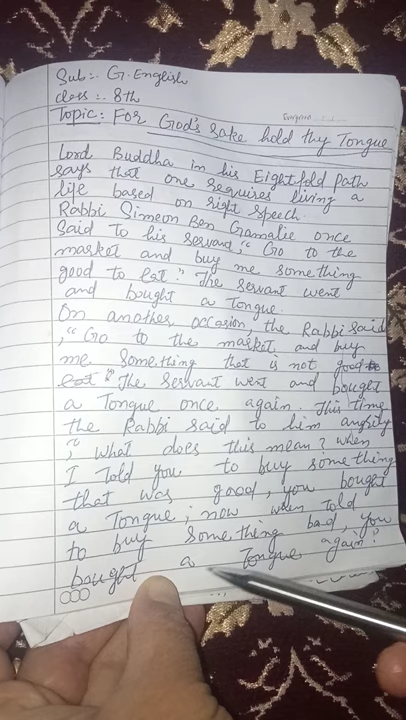 Evergreen
Sub:. G. English
class :. 8th
Topic: For God's sake hold thy Tongue
Lord Buddha in his Eightfold Path
says that one requires living a
life based on right speech.
Rabbi Simeon Ben Gamalie once
said to his servant, "Go to the
market and buy me something
good to eat." The servant went
and bought a Tongue.
On another occasion, the Rabbi said
, "Go to the market and buy
me something that is not good to
eat." The servant went and bought
a Tongue once again. This time
the Rabbi said to him angrily
, "What does this mean? when
I told you to buy something
that was good, you bought
a Tongue; now when told
to buy something bad, you
bought a Tongue again?